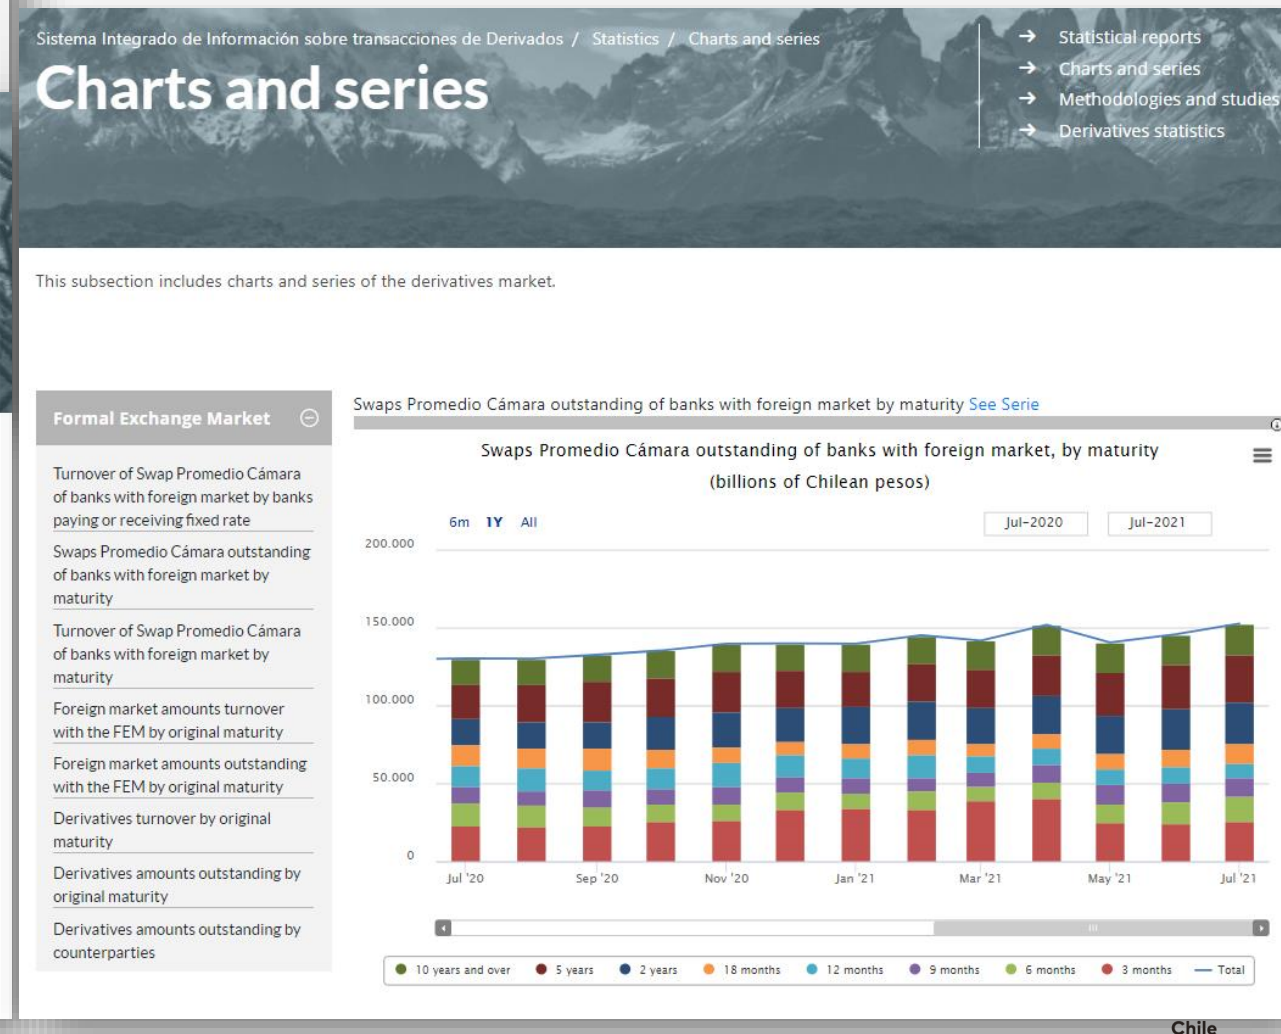 Sistema Integrado de Información sobre transacciones de Derivados / Statistics / Charts and series
Charts and series
→ Statistical reports
→ Charts and series
→ Methodologies and studies
→ Derivatives statistics
This subsection includes charts and series of the derivatives market.
Formal Exchange Market
Turnover of Swap Promedio Cámara
of banks with foreign market by banks
paying or receiving fixed rate
Swaps Promedio Cámara outstanding
of banks with foreign market by
maturity
Turnover of Swap Promedio Cámara
of banks with foreign market by
maturity
Foreign market amounts turnover
with the FEM by original maturity
Foreign market amounts outstanding
with the FEM by original maturity
Derivatives turnover by original
maturity
Derivatives amounts outstanding by
original maturity
Derivatives amounts outstanding by
counterparties
Swaps Promedio Cámara outstanding of banks with foreign market by maturity See Serie
Swaps Promedio Cámara outstanding of banks with foreign market, by maturity
(billions of Chilean pesos)
6m 1Y All
Jul-2020 Jul-2021
200.000
150.000
100.000
50.000
0
Jul '20 Sep '20 Nov '20 Jan '21 Mar '21 May '21 Jul '21
10 years and over 5 years 2 years 18 months 12 months 9 months 6 months 3 months Total
Chile